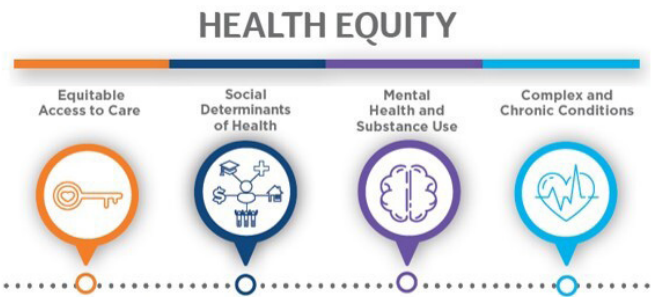 HEALTH EQUITY
Equitable
Access to Care
Social
Determinants
of Health
Mental
Health and
Substance Use
Complex and
Chronic Conditions
$